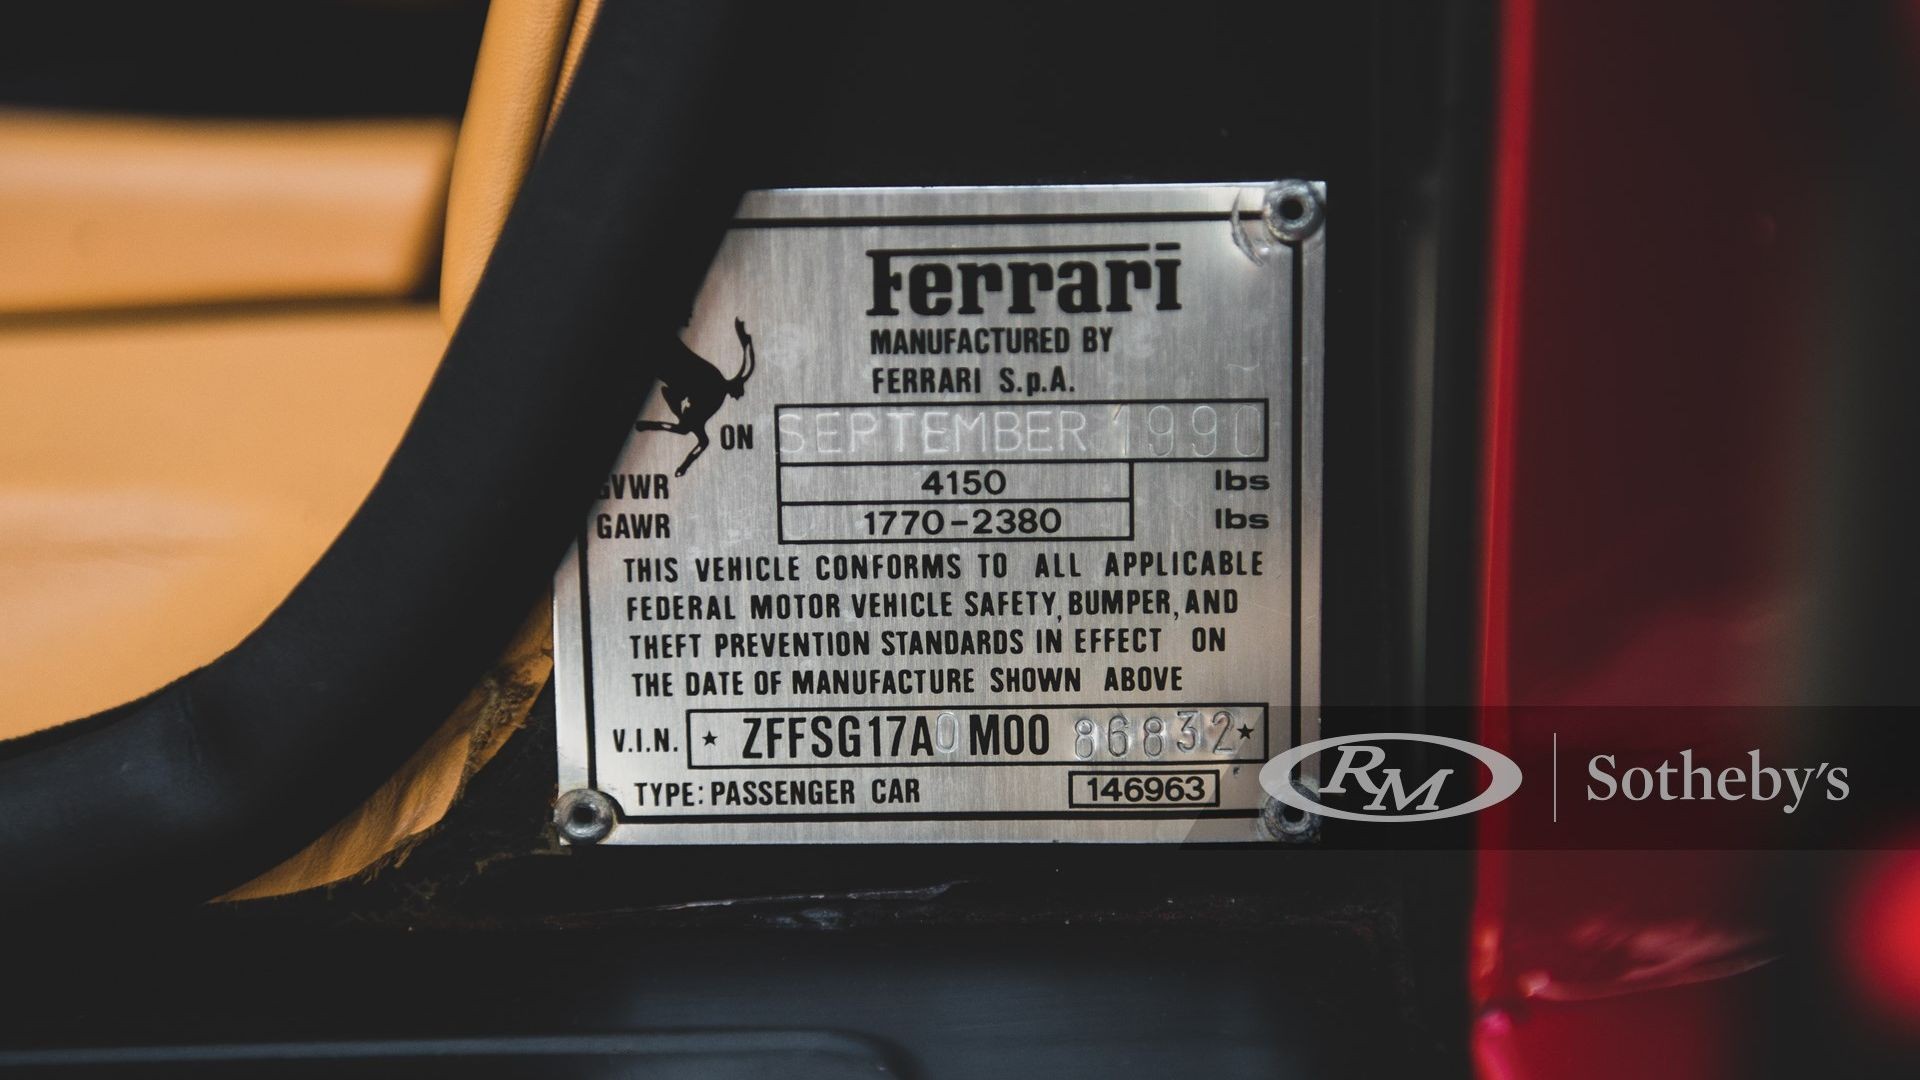 Ferrari
MANUFACTURED BY
FERRARI S.p.A.
ON SEPTEMBER 1990
GVWR 4150 lbs
GAWR 1770-2380 lbs
THIS VEHICLE CONFORMS TO ALL APPLICABLE
FEDERAL MOTOR VEHICLE SAFETY, BUMPER, AND
THEFT PREVENTION STANDARDS IN EFFECT ON
THE DATE OF MANUFACTURE SHOWN ABOVE
V.I.N. ★ ZFFSG17A0M0086832 ★
TYPE: PASSENGER CAR 146963
RM Sotheby's